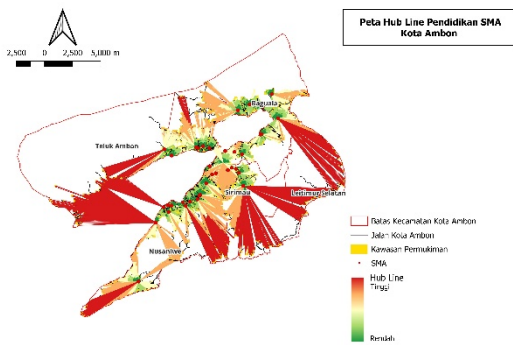 Peta Hub Line Pendidikan SMA
Kota Ambon
2,500 0 2,500 5,000 m
Baguala
Teluk Ambon
Sirimau
Leitimur Selatan
Nusaniwe
Batas Kecamatan Kota Ambon
Jalan Kota Ambon
Kawasan Permukiman
SMA
Hub Line
Tinggi
Rendah